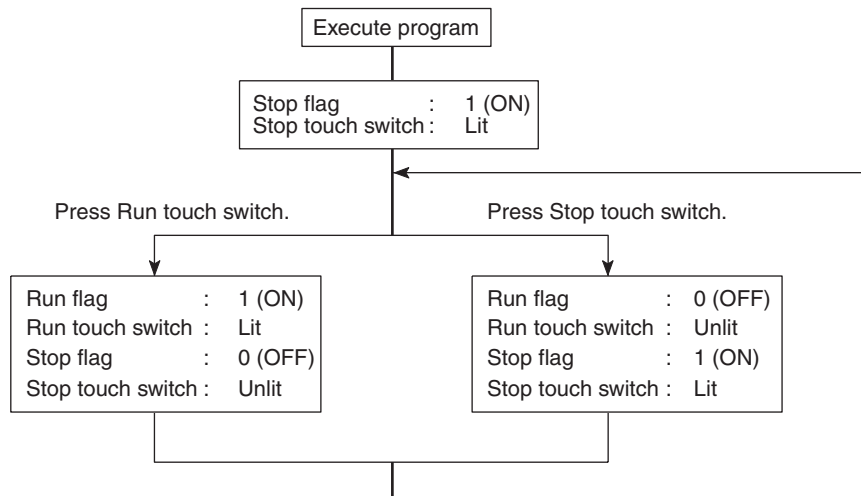 Execute program
Stop flag : 1 (ON)
Stop touch switch : Lit
Press Run touch switch.
Press Stop touch switch.
Run flag : 1 (ON)
Run touch switch : Lit
Stop flag : 0 (OFF)
Stop touch switch : Unlit
Run flag : 0 (OFF)
Run touch switch : Unlit
Stop flag : 1 (ON)
Stop touch switch : Lit